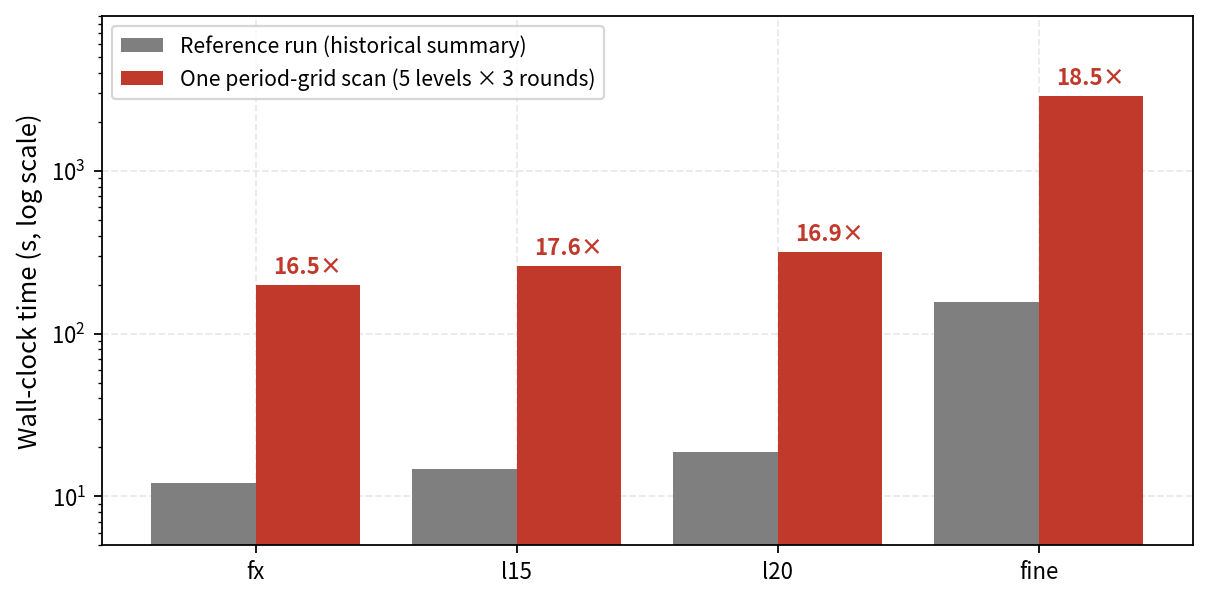 Reference run (historical summary)
One period-grid scan (5 levels × 3 rounds)
Wall-clock time (s, log scale)
10³
10²
10¹
16.5×
17.6×
16.9×
18.5×
fx
l15
l20
fine